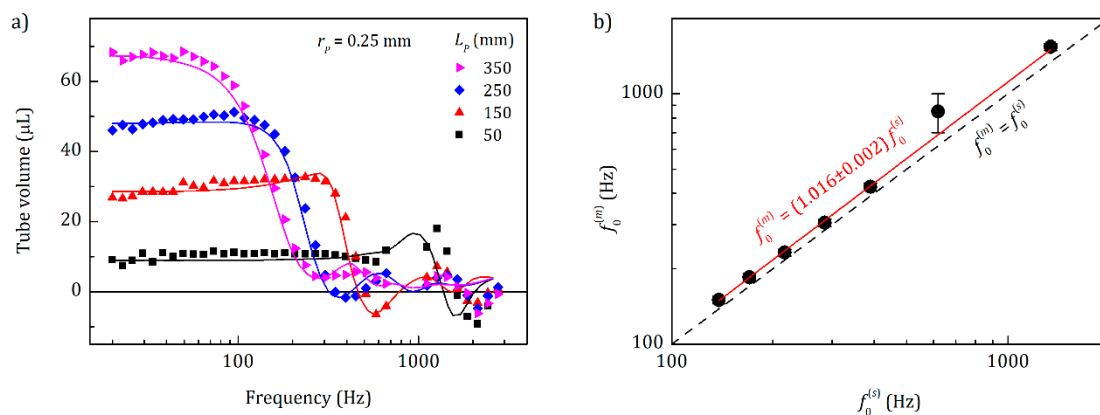 a)
r_p = 0.25 mm
L_p (mm)
350
250
150
50
60
40
20
0
100
1000
Tube volume (μL)
Frequency (Hz)
b)
1000
100
100
1000
f_0^(m) (Hz)
f_0^(s) (Hz)
f_0^(m) = (1.016±0.002) f_0^(s)
f_0^(m) = f_0^(s)